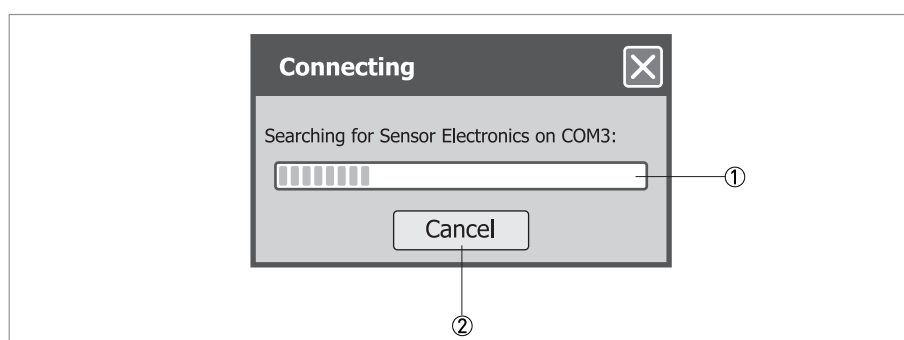 Connecting
Searching for Sensor Electronics on COM3:
①
Cancel
②